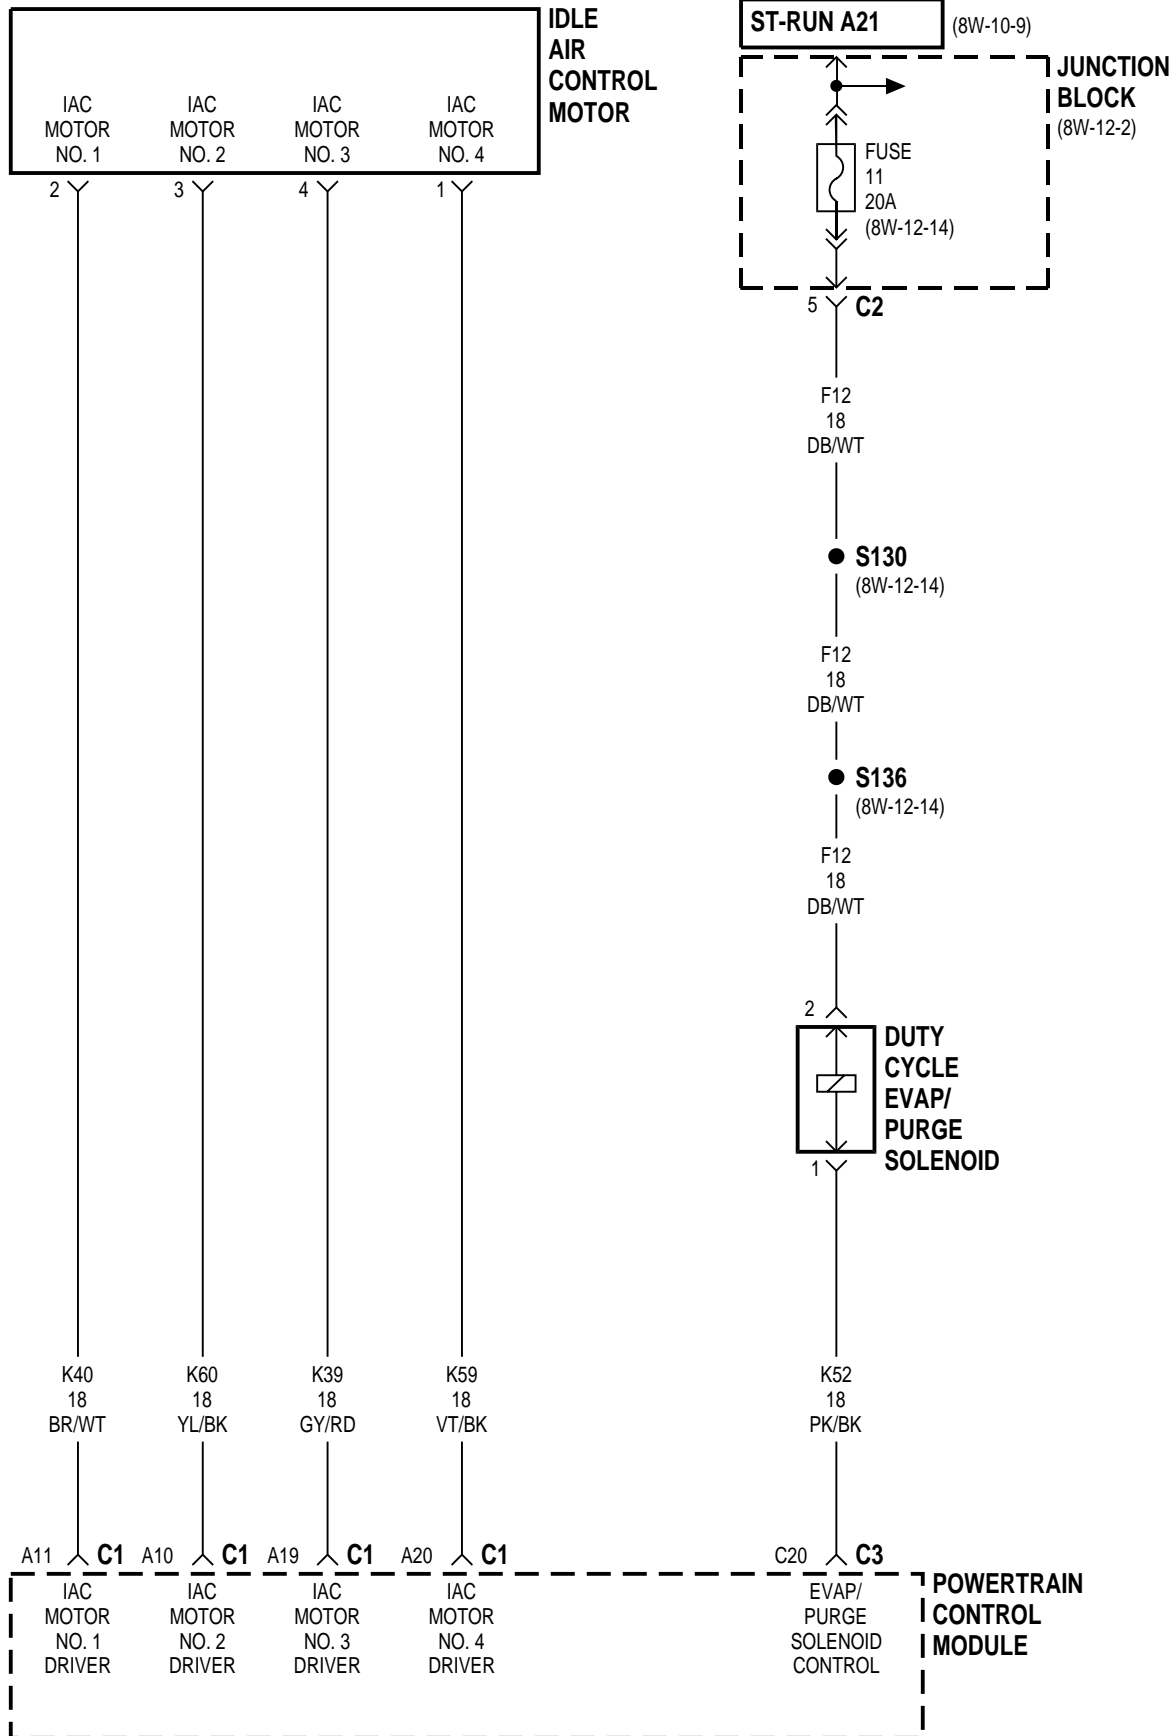 IDLE
AIR
CONTROL
MOTOR
IAC
MOTOR
NO. 1
IAC
MOTOR
NO. 2
IAC
MOTOR
NO. 3
IAC
MOTOR
NO. 4
2
3
4
1
ST-RUN A21
(8W-10-9)
JUNCTION
BLOCK
(8W-12-2)
FUSE
11
20A
(8W-12-14)
5
C2
F12
18
DB/WT
S130
(8W-12-14)
F12
18
DB/WT
S136
(8W-12-14)
F12
18
DB/WT
2
DUTY
CYCLE
EVAP/
PURGE
SOLENOID
1
K40
18
BR/WT
K60
18
YL/BK
K39
18
GY/RD
K59
18
VT/BK
K52
18
PK/BK
A11 C1
A10 C1
A19 C1
A20 C1
C20 C3
IAC
MOTOR
NO. 1
DRIVER
IAC
MOTOR
NO. 2
DRIVER
IAC
MOTOR
NO. 3
DRIVER
IAC
MOTOR
NO. 4
DRIVER
EVAP/
PURGE
SOLENOID
CONTROL
POWERTRAIN
CONTROL
MODULE